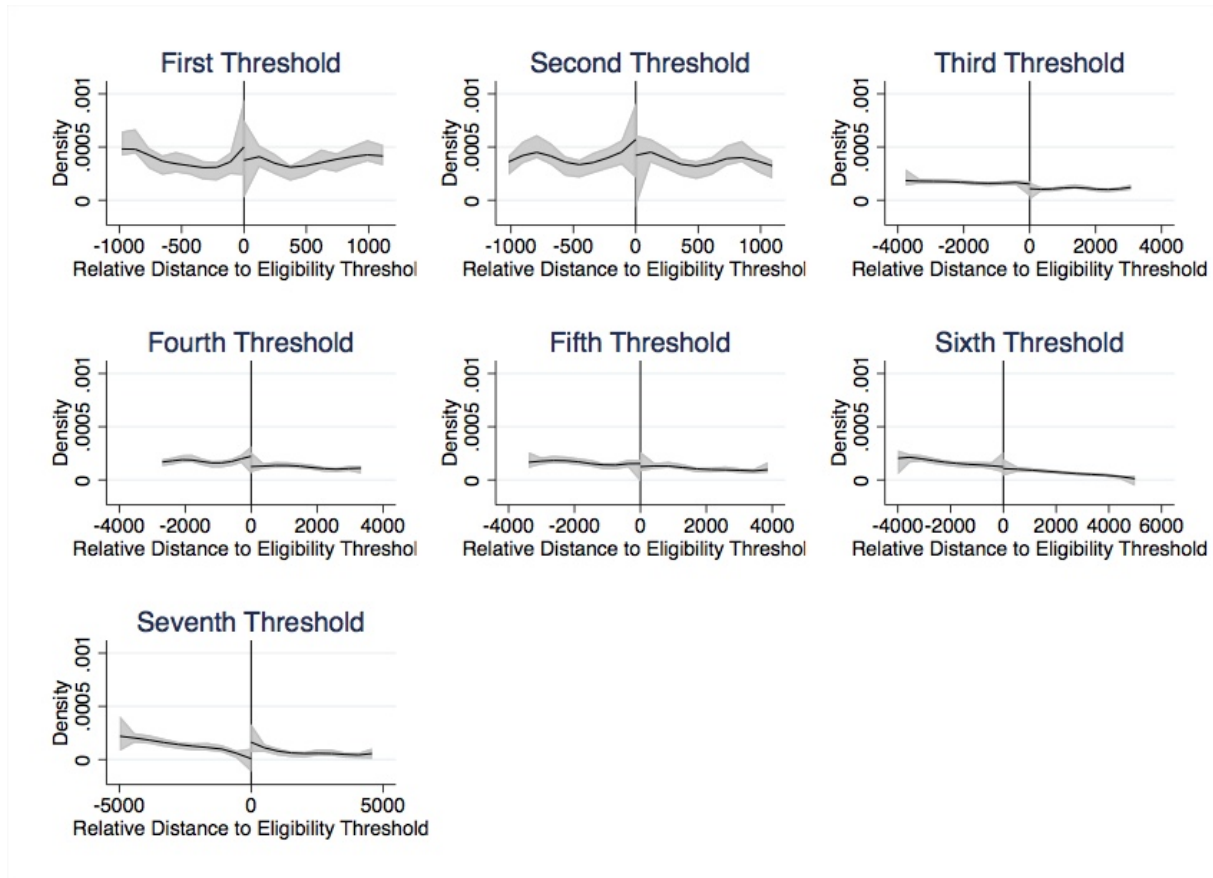 First Threshold
Density
0 .0005 .001
-1000 -500 0 500 1000
Relative Distance to Eligibility Threshol
Second Threshold
Density
0 .0005 .001
-1000 -500 0 500 1000
Relative Distance to Eligibility Threshol
Third Threshold
Density
0 .0005 .001
-4000 -2000 0 2000 4000
Relative Distance to Eligibility Threshold
Fourth Threshold
Density
0 .0005 .001
-4000 -2000 0 2000 4000
Relative Distance to Eligibility Threshol
Fifth Threshold
Density
0 .0005 .001
-4000 -2000 0 2000 4000
Relative Distance to Eligibility Threshol
Sixth Threshold
Density
0 .0005 .001
-4000 -2000 0 2000 4000 6000
Relative Distance to Eligibility Threshold
Seventh Threshold
Density
0 .0005 .001
-5000 0 5000
Relative Distance to Eligibility Threshold